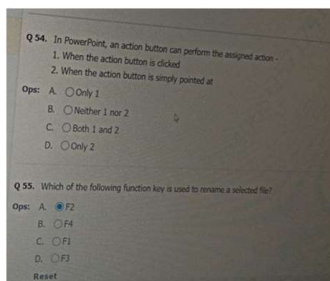 Q 54. In PowerPoint, an action button can perform the assigned action -
1. When the action button is clicked
2. When the action button is simply pointed at
Ops: A. Only 1
B. Neither 1 nor 2
C. Both 1 and 2
D. Only 2
Q 55. Which of the following function key is used to rename a selected file?
Ops: A. F2
B. F4
C. F1
D. F3
Reset